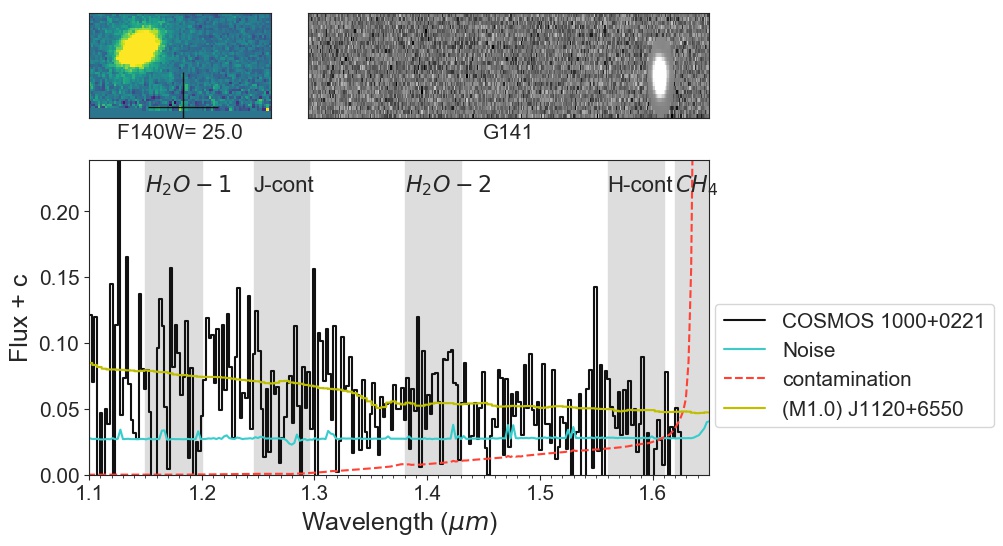 F140W= 25.0
G141
H₂O − 1
J-cont
H₂O − 2
H-cont
CH₄
Flux + c
0.20
0.15
0.10
0.05
0.00
1.1
1.2
1.3
1.4
1.5
1.6
Wavelength (μm)
COSMOS 1000+0221
Noise
contamination
(M1.0) J1120+6550